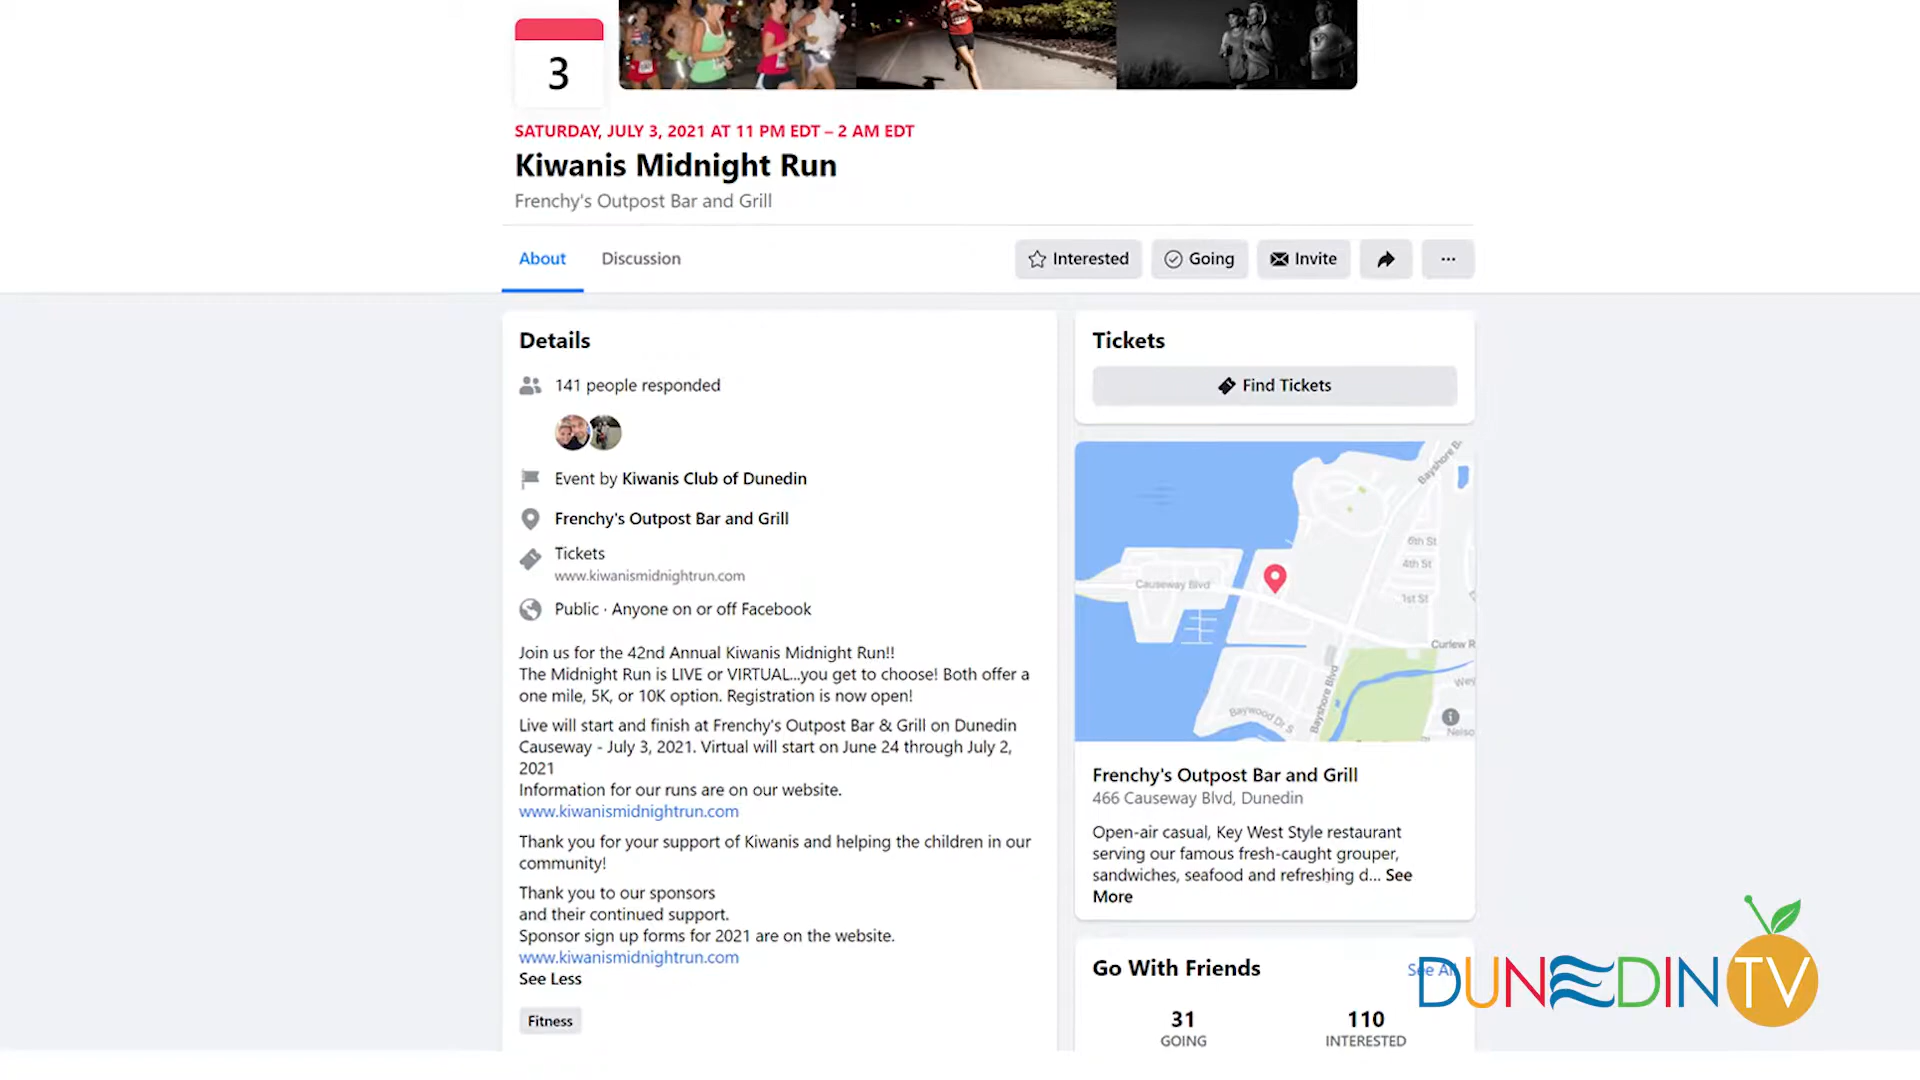 3
SATURDAY, JULY 3, 2021 AT 11 PM EDT – 2 AM EDT
Kiwanis Midnight Run
Frenchy's Outpost Bar and Grill
About
Discussion
Interested
Going
Invite
...
Details
141 people responded
Event by Kiwanis Club of Dunedin
Frenchy's Outpost Bar and Grill
Tickets
www.kiwanismidnightrun.com
Public · Anyone on or off Facebook
Join us for the 42nd Annual Kiwanis Midnight Run!!
The Midnight Run is LIVE or VIRTUAL...you get to choose! Both offer a
one mile, 5K, or 10K option. Registration is now open!
Live will start and finish at Frenchy's Outpost Bar & Grill on Dunedin
Causeway - July 3, 2021. Virtual will start on June 24 through July 2,
2021
Information for our runs are on our website.
www.kiwanismidnightrun.com
Thank you for your support of Kiwanis and helping the children in our
community!
Thank you to our sponsors
and their continued support.
Sponsor sign up forms for 2021 are on the website.
www.kiwanismidnightrun.com
See Less
Fitness
Tickets
Find Tickets
Bayshore B
6th St
4th St
1st St
Causeway Blvd
Curlew R
Bayshore Blvd
Baywood Dr S
Wey
Nelso
Frenchy's Outpost Bar and Grill
466 Causeway Blvd, Dunedin
Open-air casual, Key West Style restaurant
serving our famous fresh-caught grouper,
sandwiches, seafood and refreshing d... See
More
Go With Friends
See Al
31
GOING
110
INTERESTED
DUNEDIN TV